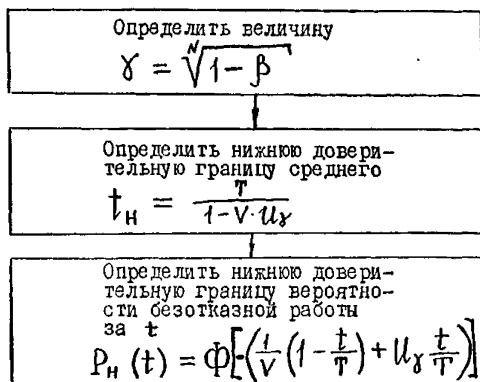 Определить величину
γ = ᴺ√(1-β)
Определить нижнюю довери-
тельную границу среднего
tн = T / (1-V·Uγ)
Определить нижнюю довери-
тельную границу вероятно-
сти безотказной работы
за t
Pн (t) = Ф[-(1/V (1 - t/T) + Uγ t/T)]